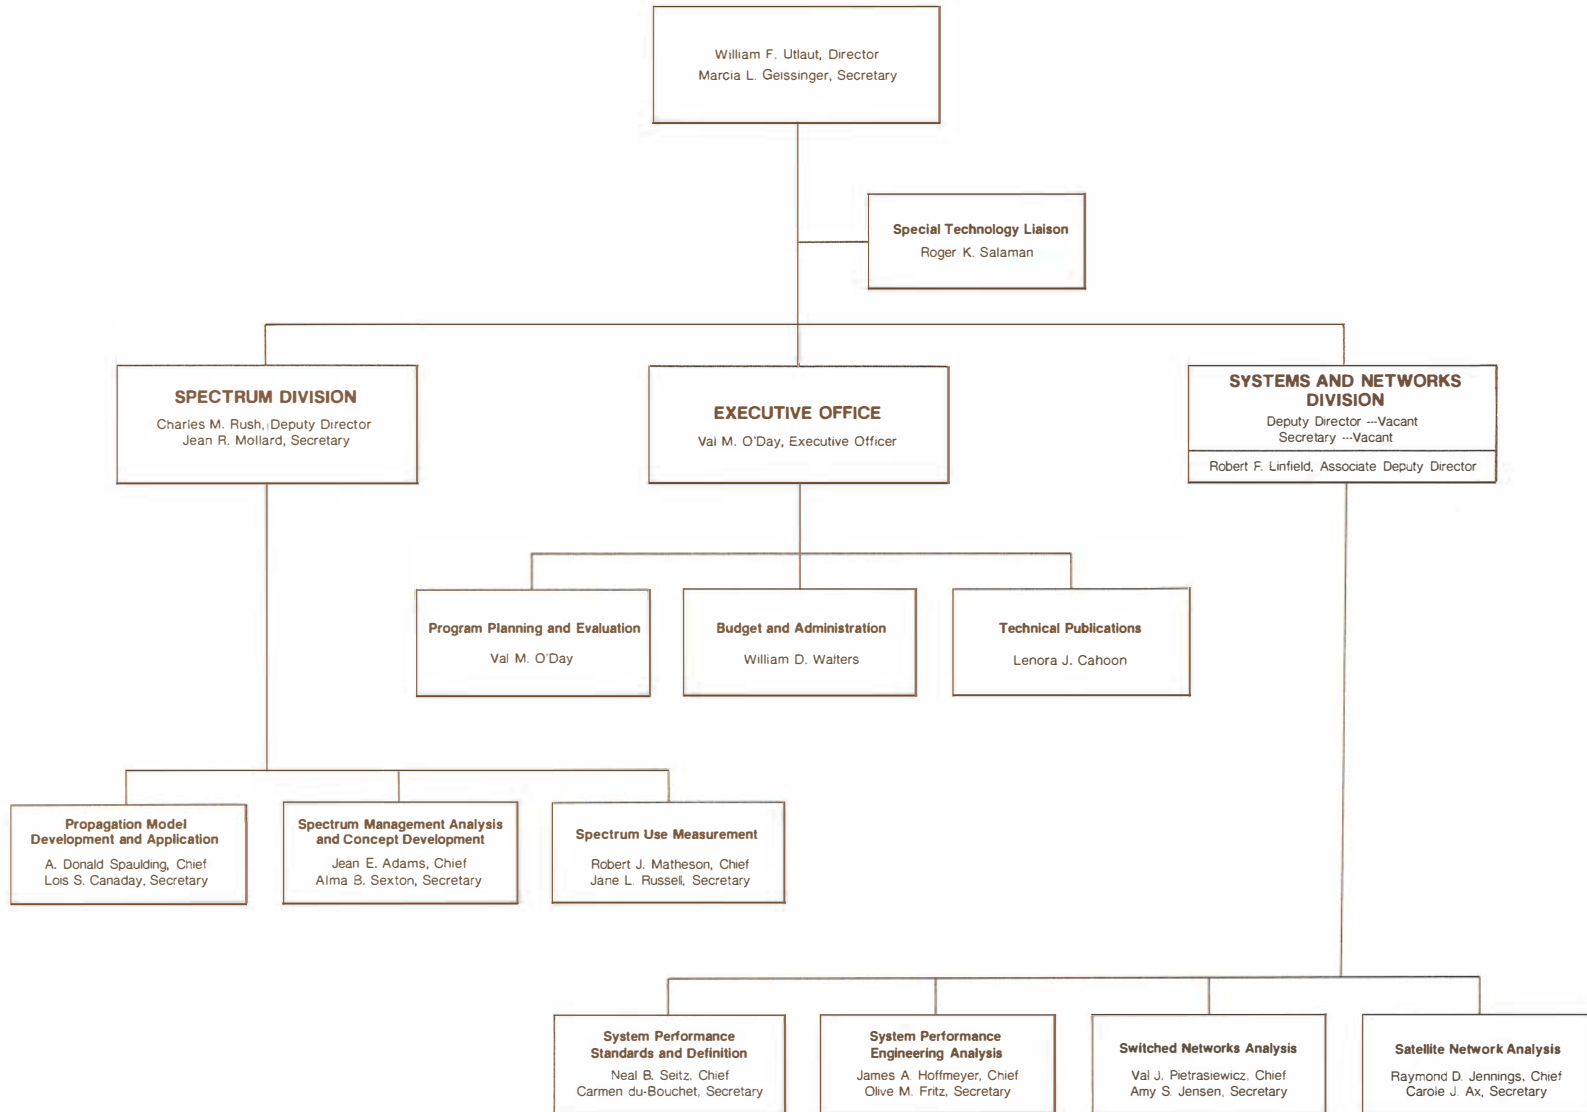 William F. Utlaut, Director
Marcia L. Geissinger, Secretary
Special Technology Liaison
Roger K. Salaman
SPECTRUM DIVISION
Charles M. Rush, Deputy Director
Jean R. Mollard, Secretary
EXECUTIVE OFFICE
Val M. O'Day, Executive Officer
SYSTEMS AND NETWORKS
DIVISION
Deputy Director ---Vacant
Secretary ---Vacant
Robert F. Linfield, Associate Deputy Director
Program Planning and Evaluation
Val M. O'Day
Budget and Administration
William D. Walters
Technical Publications
Lenora J. Cahoon
Propagation Model
Development and Application
A. Donald Spaulding, Chief
Lois S. Canaday, Secretary
Spectrum Management Analysis
and Concept Development
Jean E. Adams, Chief
Alma B. Sexton, Secretary
Spectrum Use Measurement
Robert J. Matheson, Chief
Jane L. Russell, Secretary
System Performance
Standards and Definition
Neal B. Seitz, Chief
Carmen du-Bouchet, Secretary
System Performance
Engineering Analysis
James A. Hoffmeyer, Chief
Olive M. Fritz, Secretary
Switched Networks Analysis
Val J. Pietrasiewicz, Chief
Amy S. Jensen, Secretary
Satellite Network Analysis
Raymond D. Jennings, Chief
Carole J. Ax, Secretary